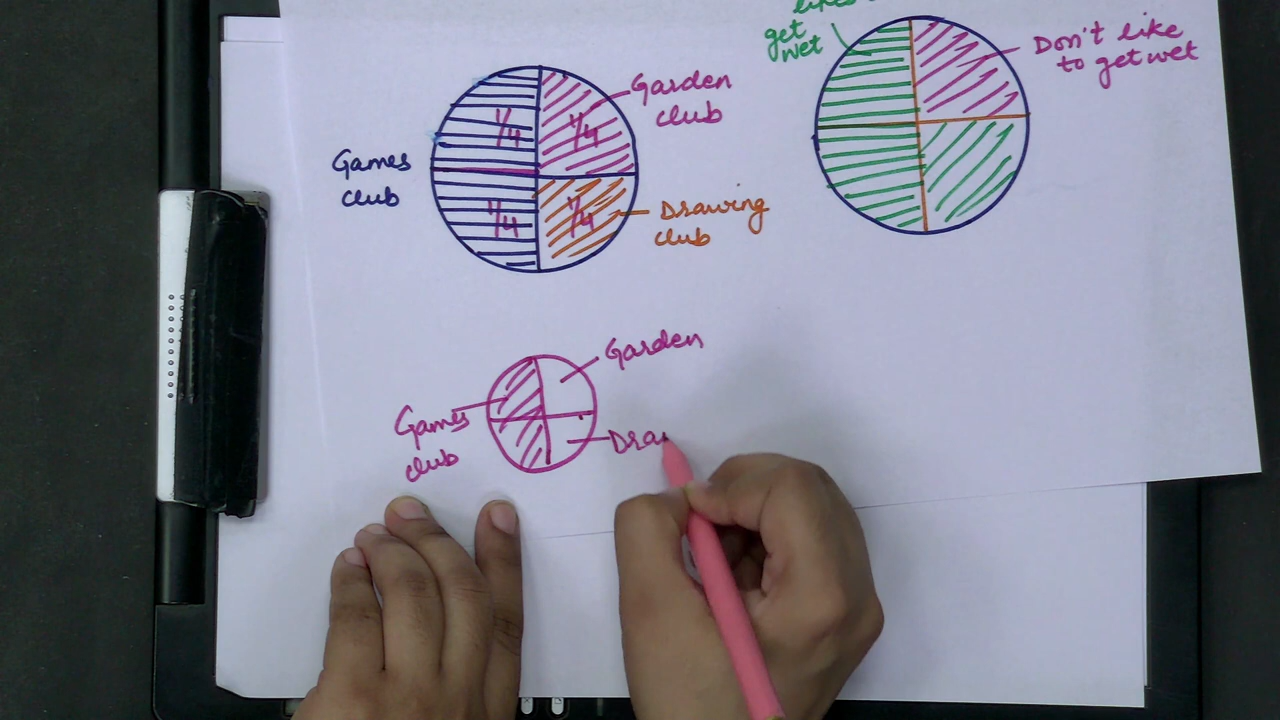 likes
get
wet
Don't like
to get wet
Garden
club
1/4
1/4
Games
club
1/4
1/4
Drawing
club
Garden
Games
club
Dra